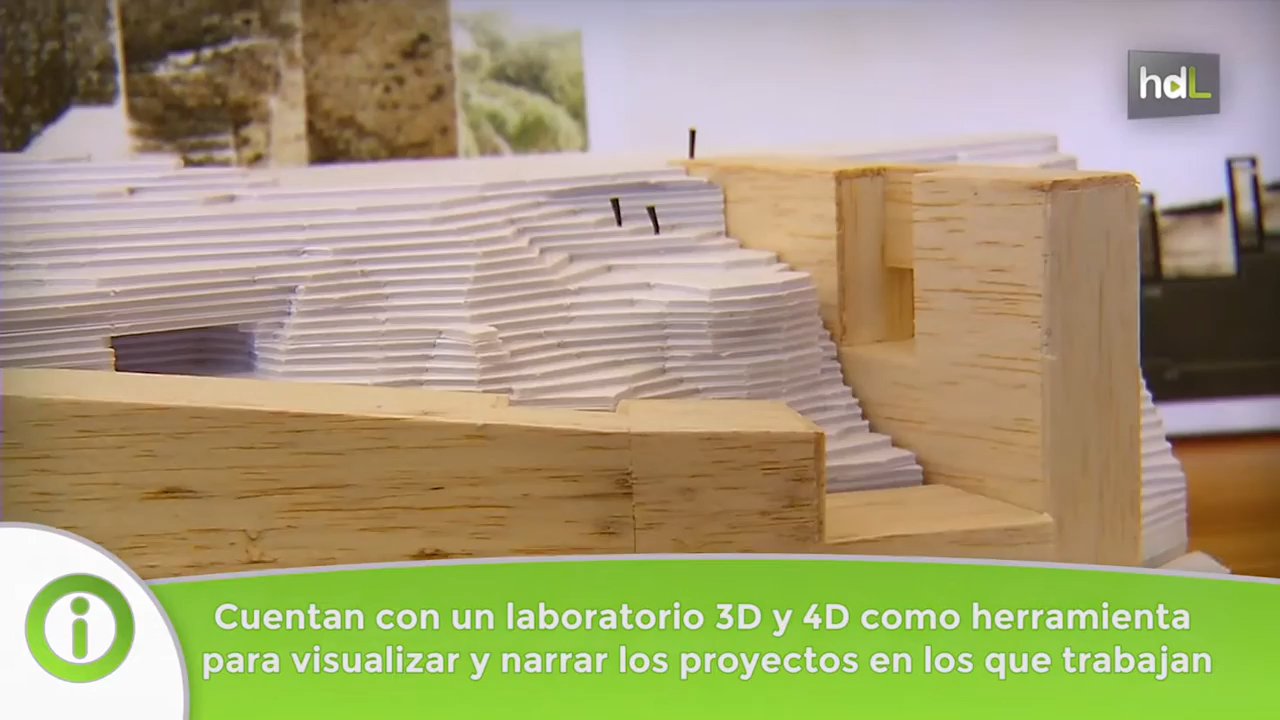 hdL
Cuentan con un laboratorio 3D y 4D como herramienta
para visualizar y narrar los proyectos en los que trabajan